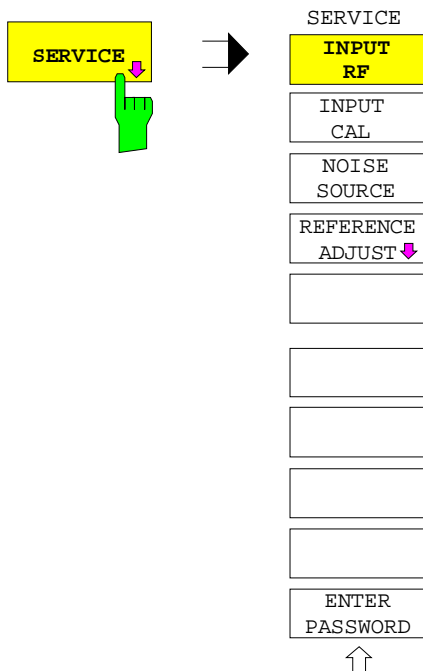 SERVICE
SERVICE
INPUT
RF
INPUT
CAL
NOISE
SOURCE
REFERENCE
ADJUST
ENTER
PASSWORD